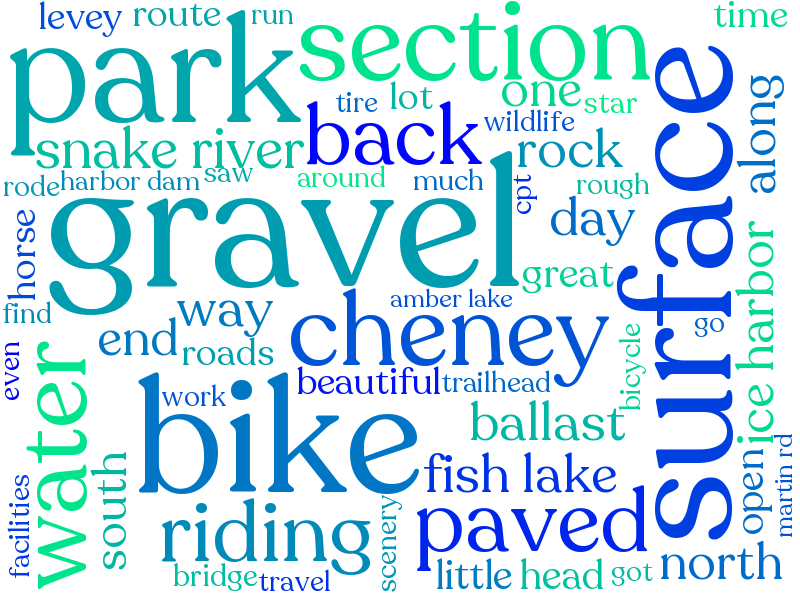 levey
route
run
time
park
section
surface
tire
lot
one
star
back
wildlife
along
snake river
rock
rode
harbor dam
saw
around
much
cpt
rough
gravel
horse
day
great
ice harbor
find
way
amber lake
go
end
cheney
roads
bicycle
even
water
beautiful
trailhead
work
bike
ballast
open
martin rd
south
fish lake
facilities
riding
scenery
paved
north
bridge
travel
little
head
got